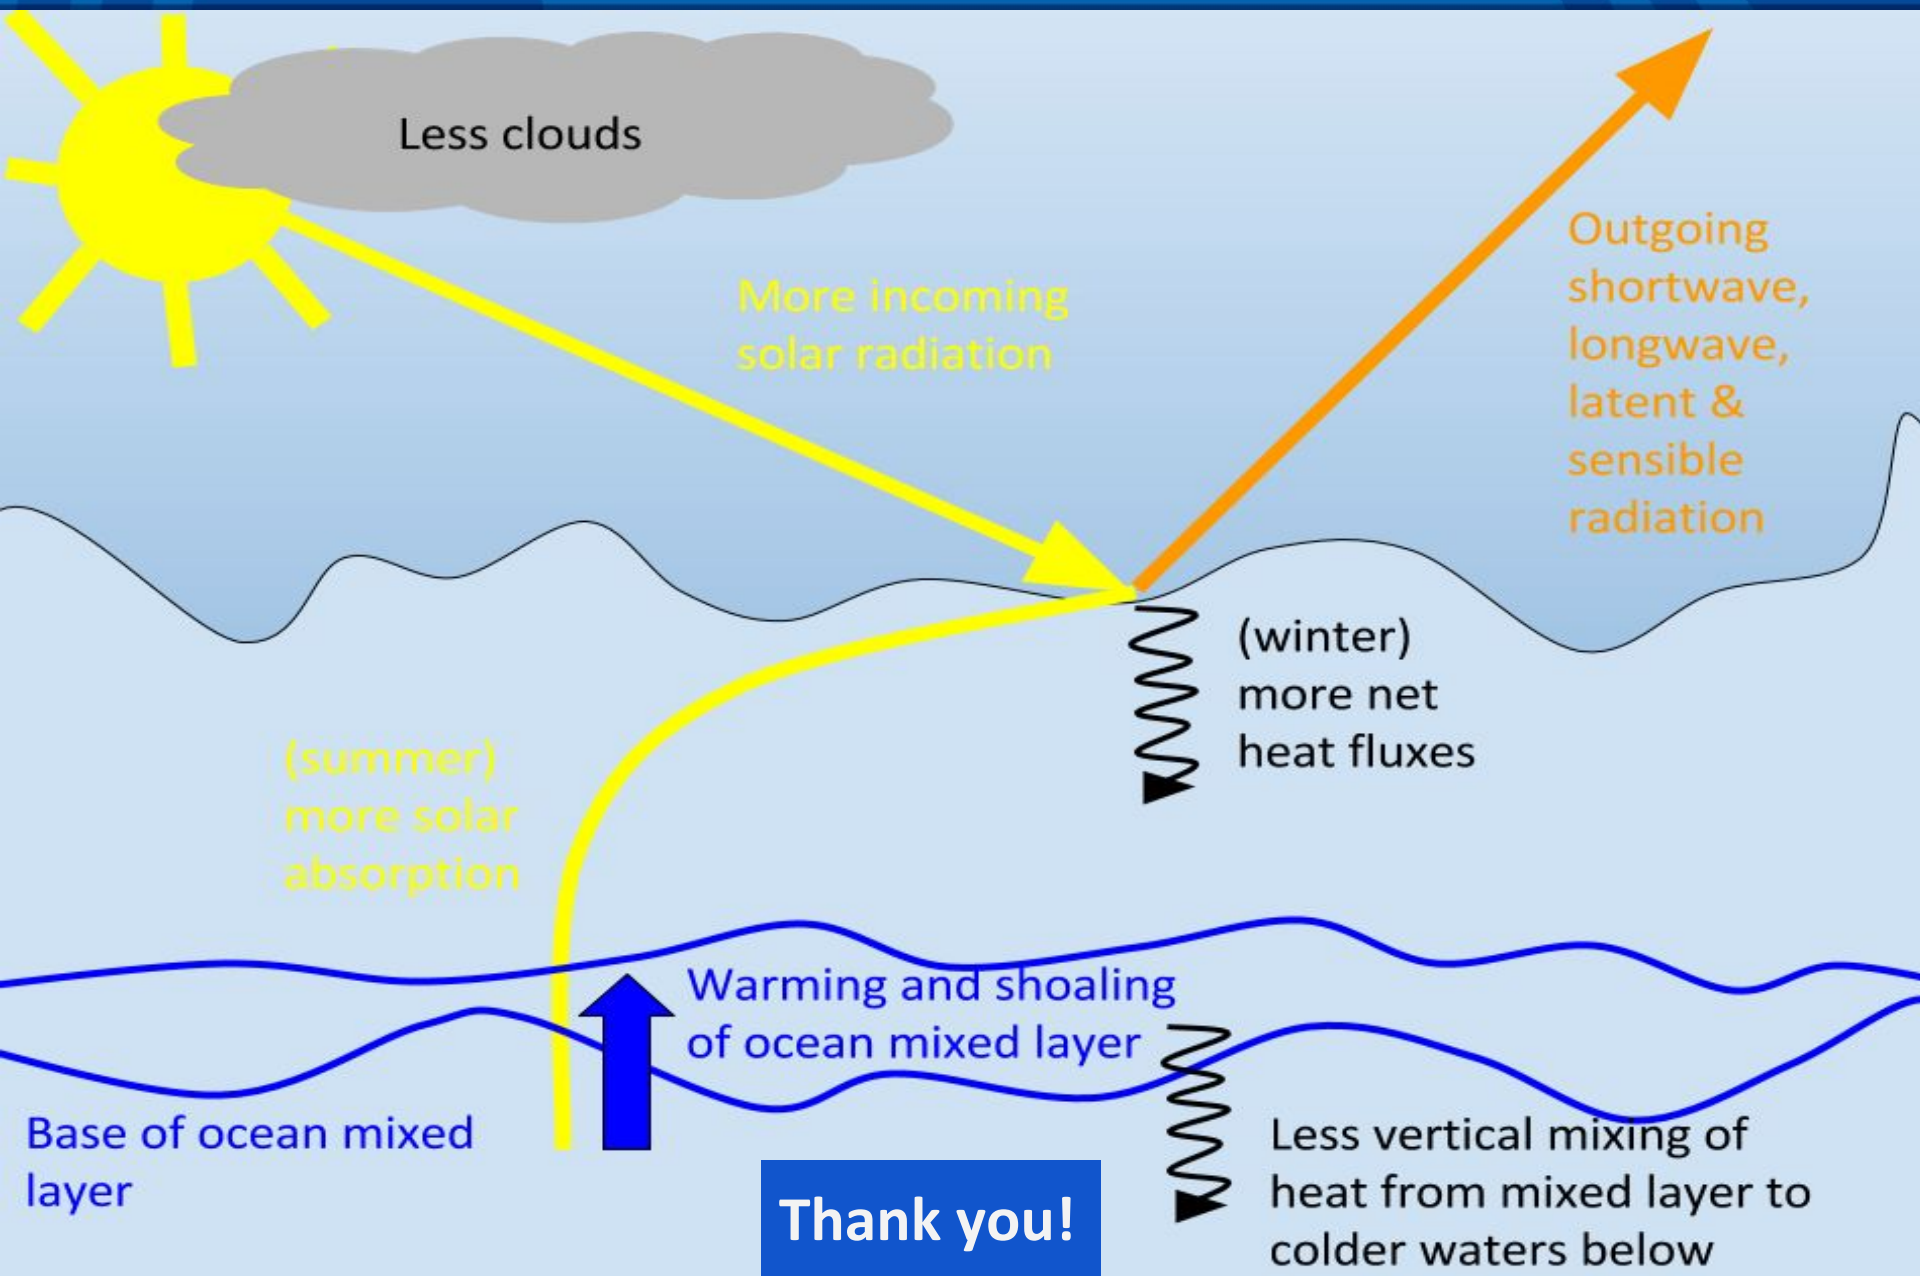 Less clouds
More incoming
solar radiation
Outgoing
shortwave,
longwave,
latent &
sensible
radiation
(winter)
more net
heat fluxes
(summer)
more solar
absorption
Warming and shoaling
of ocean mixed layer
Base of ocean mixed
layer
Less vertical mixing of
heat from mixed layer to
colder waters below
Thank you!